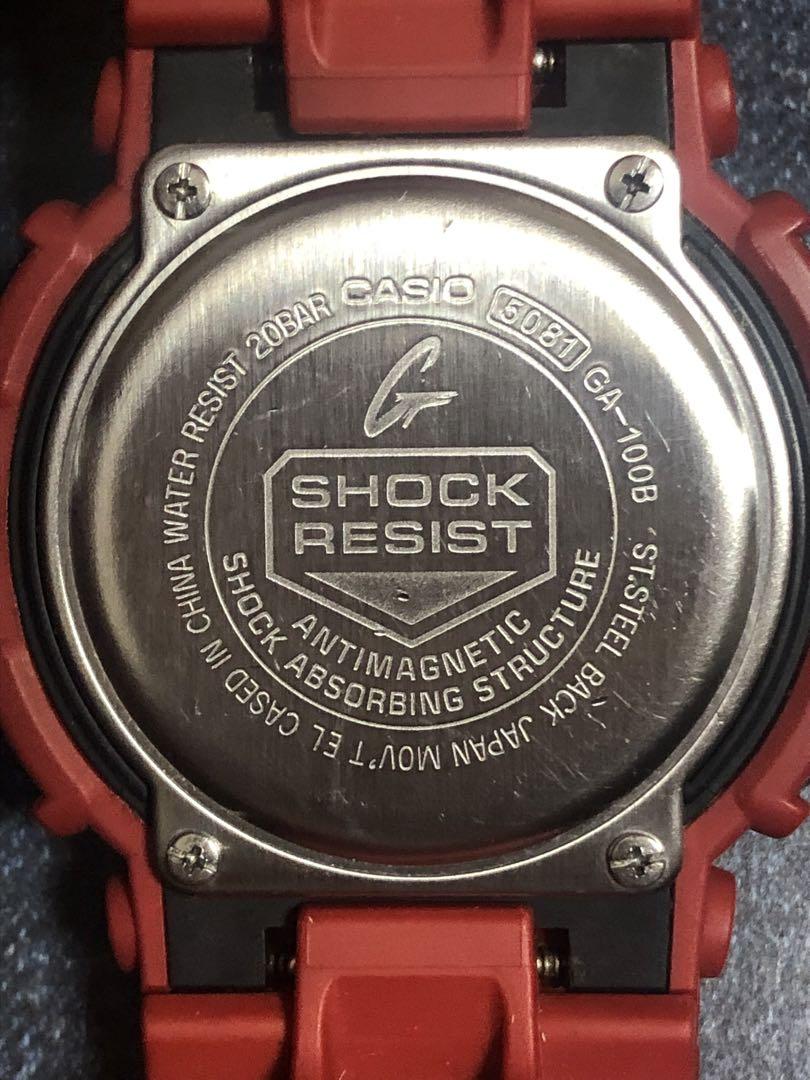 CASIO 5081 GA-100B ST.STEEL BACK JAPAN MOV'T EL CASED IN CHINA WATER RESIST 20BAR
G
SHOCK
RESIST
ANTIMAGNETIC
SHOCK ABSORBING STRUCTURE